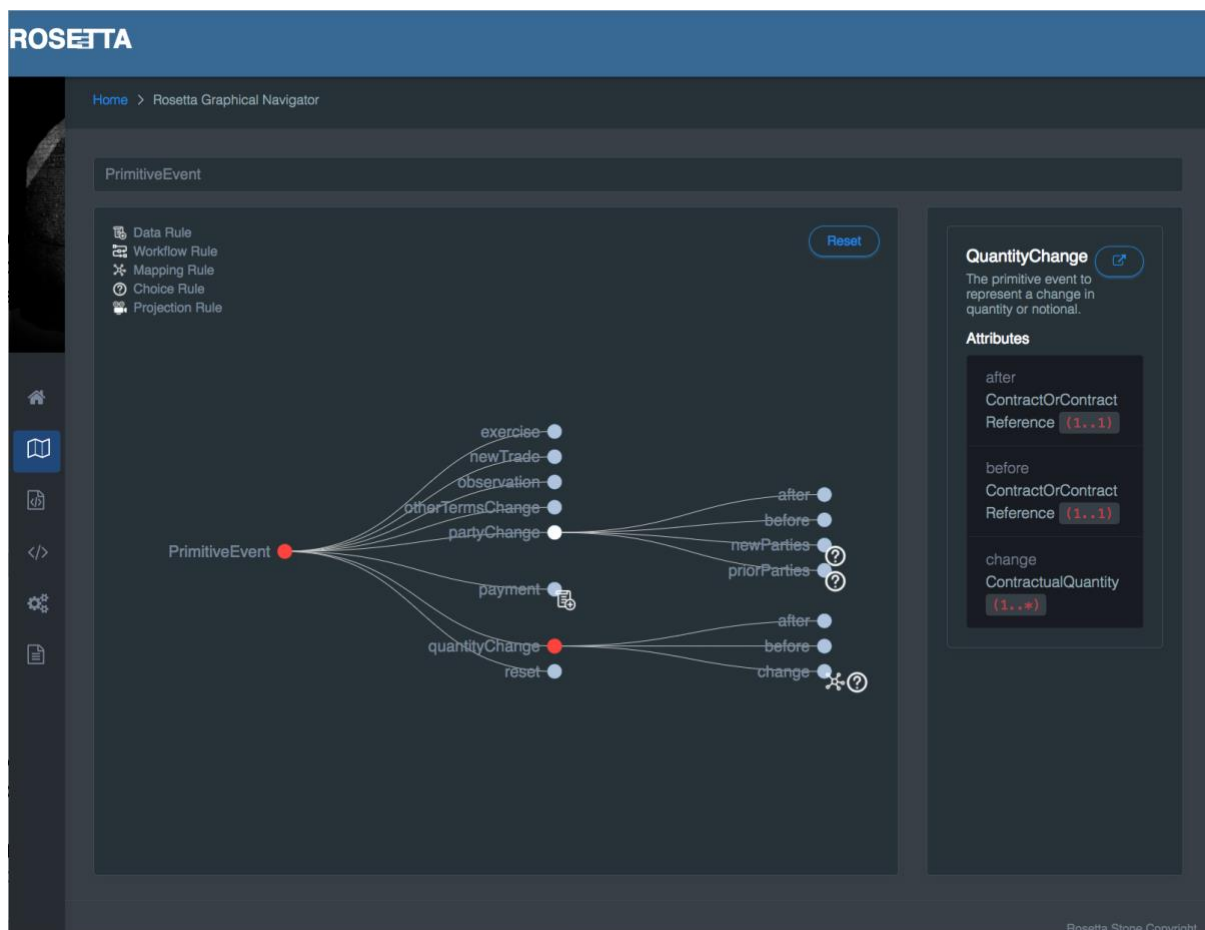 ROSETTA
Home > Rosetta Graphical Navigator
PrimitiveEvent
Data Rule
Workflow Rule
Mapping Rule
Choice Rule
Projection Rule
Reset
exercise
newTrade
observation
otherTermsChange
partyChange
PrimitiveEvent
payment
quantityChange
reset
after
before
newParties
priorParties
after
before
change
QuantityChange
The primitive event to
represent a change in
quantity or notional.
Attributes
after
ContractOrContract
Reference (1..1)
before
ContractOrContract
Reference (1..1)
change
ContractualQuantity
(1..*)
Rosetta Stone Copyright